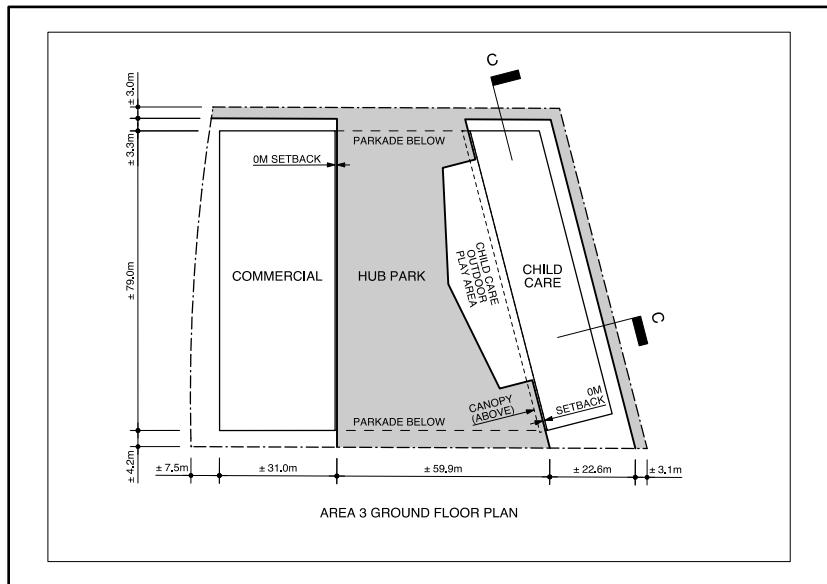 C
± 3.0m
± 3.3m
PARKADE BELOW
0M SETBACK
± 79.0m
COMMERCIAL
HUB PARK
CHILD CARE
OUTDOOR
PLAY AREA
CHILD
CARE
C
CANOPY
(ABOVE)
0M
SETBACK
PARKADE BELOW
± 4.2m
± 7.5m
± 31.0m
± 59.9m
± 22.6m
± 3.1m
AREA 3 GROUND FLOOR PLAN